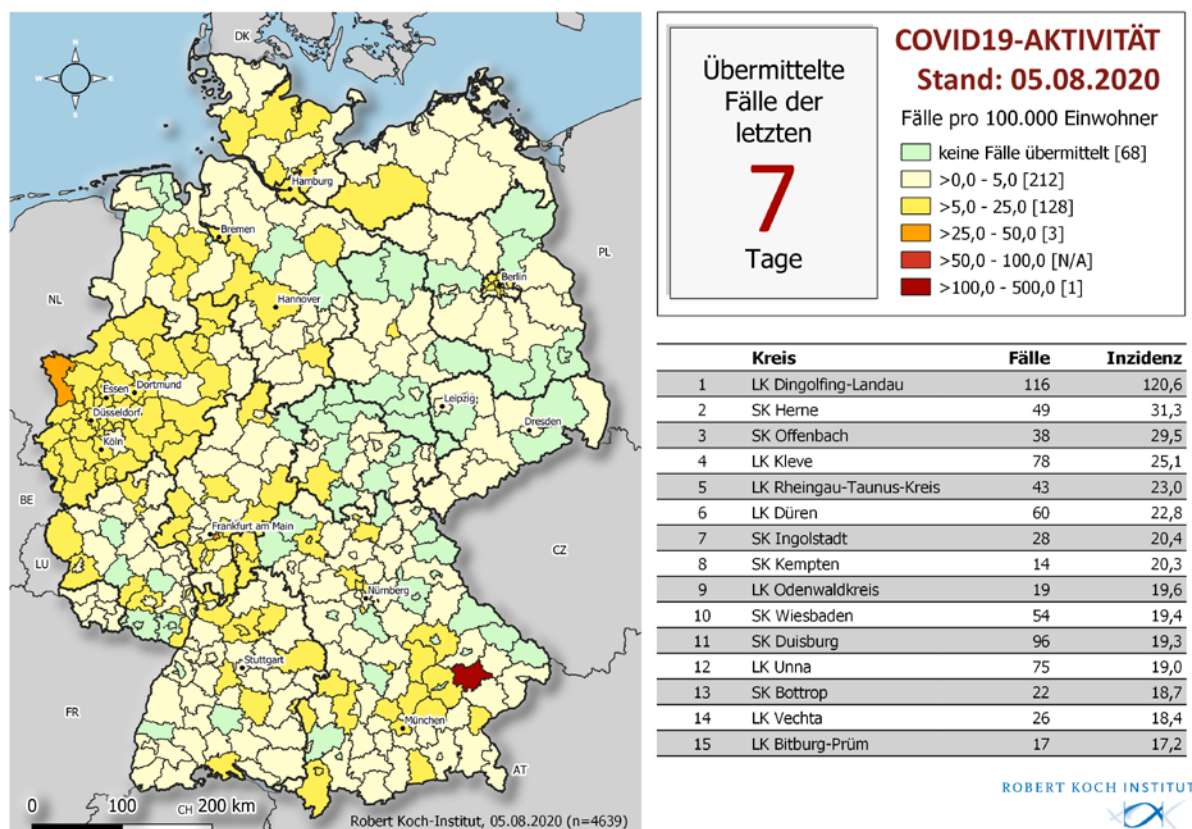 DK
N
W
E
S
Hamburg
Bremen
PL
Berlin
NL
Hannover
Essen
Dortmund
Düsseldorf
Leipzig
Dresden
Köln
BE
Frankfurt am Main
CZ
LU
Nürnberg
Stuttgart
FR
München
AT
CH
0 100 200 km
Robert Koch-Institut, 05.08.2020 (n=4639)
Übermittelte
Fälle der
letzten
7
Tage
COVID19-AKTIVITÄT
Stand: 05.08.2020
Fälle pro 100.000 Einwohner
keine Fälle übermittelt [68]
>0,0 - 5,0 [212]
>5,0 - 25,0 [128]
>25,0 - 50,0 [3]
>50,0 - 100,0 [N/A]
>100,0 - 500,0 [1]
Kreis Fälle Inzidenz
1 LK Dingolfing-Landau 116 120,6
2 SK Herne 49 31,3
3 SK Offenbach 38 29,5
4 LK Kleve 78 25,1
5 LK Rheingau-Taunus-Kreis 43 23,0
6 LK Düren 60 22,8
7 SK Ingolstadt 28 20,4
8 SK Kempten 14 20,3
9 LK Odenwaldkreis 19 19,6
10 SK Wiesbaden 54 19,4
11 SK Duisburg 96 19,3
12 LK Unna 75 19,0
13 SK Bottrop 22 18,7
14 LK Vechta 26 18,4
15 LK Bitburg-Prüm 17 17,2
ROBERT KOCH INSTITUT